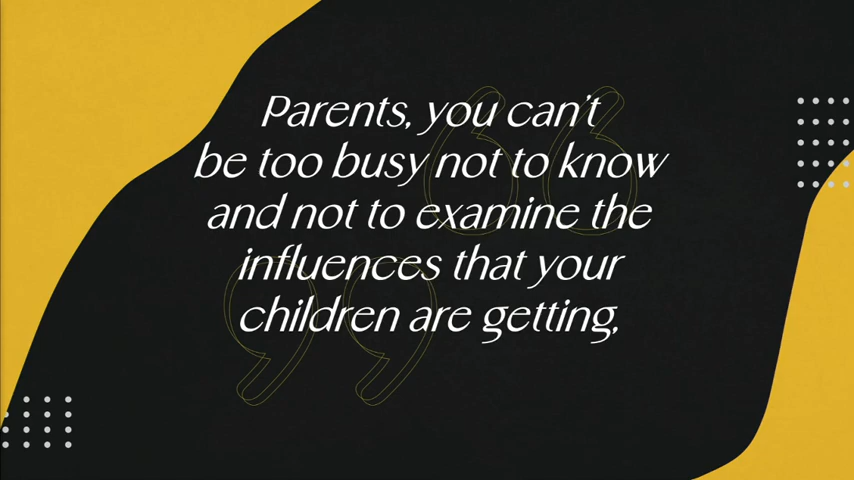 Parents, you can't
be too busy not to know
and not to examine the
influences that your
children are getting,